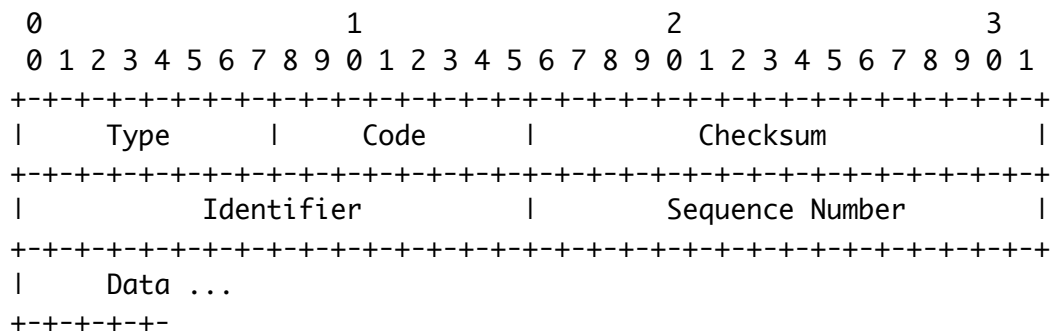 0                   1                   2                   3
 0 1 2 3 4 5 6 7 8 9 0 1 2 3 4 5 6 7 8 9 0 1 2 3 4 5 6 7 8 9 0 1
+-+-+-+-+-+-+-+-+-+-+-+-+-+-+-+-+-+-+-+-+-+-+-+-+-+-+-+-+-+-+-+-+
|     Type      |     Code      |          Checksum             |
+-+-+-+-+-+-+-+-+-+-+-+-+-+-+-+-+-+-+-+-+-+-+-+-+-+-+-+-+-+-+-+-+
|           Identifier          |        Sequence Number        |
+-+-+-+-+-+-+-+-+-+-+-+-+-+-+-+-+-+-+-+-+-+-+-+-+-+-+-+-+-+-+-+-+
|     Data ...
+-+-+-+-+-